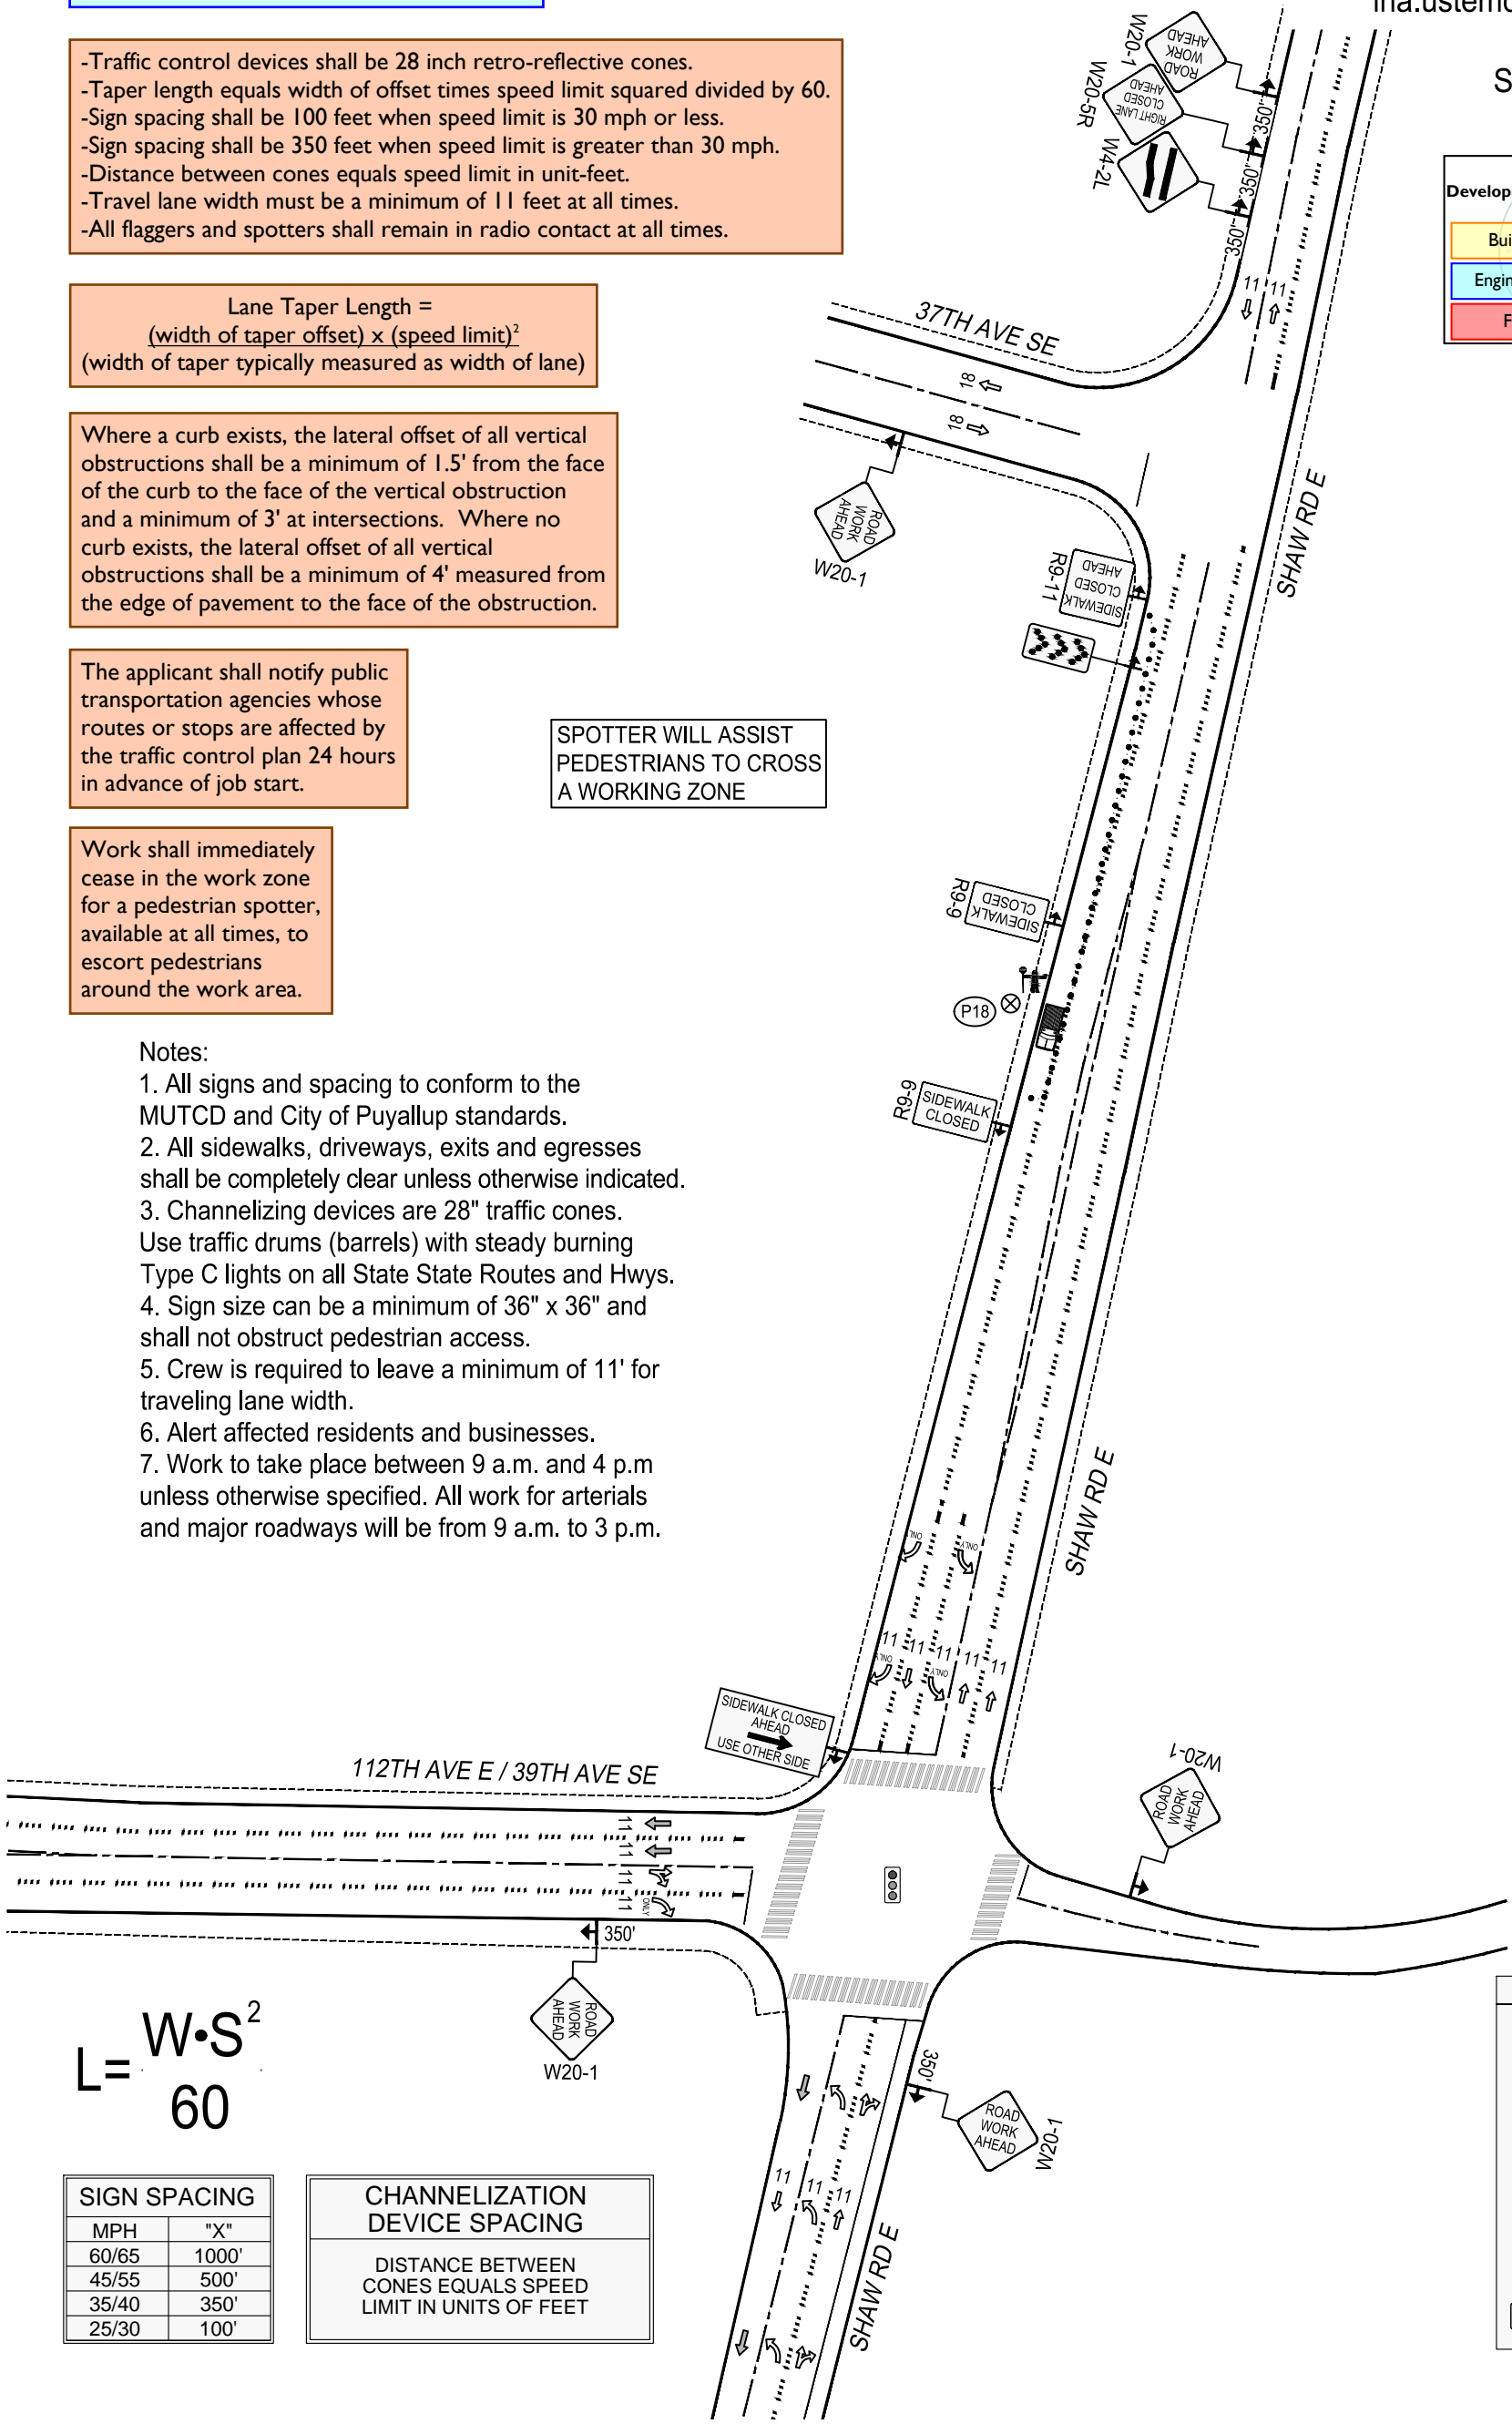 -Traffic control devices shall be 28 inch retro-reflective cones.
-Taper length equals width of offset times speed limit squared divided by 60.
-Sign spacing shall be 100 feet when speed limit is 30 mph or less.
-Sign spacing shall be 350 feet when speed limit is greater than 30 mph.
-Distance between cones equals speed limit in unit-feet.
-Travel lane width must be a minimum of 11 feet at all times.
-All flaggers and spotters shall remain in radio contact at all times.
Lane Taper Length =
(width of taper offset) x (speed limit)²
(width of taper typically measured as width of lane)
Where a curb exists, the lateral offset of all vertical
obstructions shall be a minimum of 1.5' from the face
of the curb to the face of the vertical obstruction
and a minimum of 3' at intersections. Where no
curb exists, the lateral offset of all vertical
obstructions shall be a minimum of 4' measured from
the edge of pavement to the face of the obstruction.
The applicant shall notify public
transportation agencies whose
routes or stops are affected by
the traffic control plan 24 hours
in advance of job start.
SPOTTER WILL ASSIST
PEDESTRIANS TO CROSS
A WORKING ZONE
Work shall immediately
cease in the work zone
for a pedestrian spotter,
available at all times, to
escort pedestrians
around the work area.
Notes:
1. All signs and spacing to conform to the
MUTCD and City of Puyallup standards.
2. All sidewalks, driveways, exits and egresses
shall be completely clear unless otherwise indicated.
3. Channelizing devices are 28" traffic cones.
Use traffic drums (barrels) with steady burning
Type C lights on all State State Routes and Hwys.
4. Sign size can be a minimum of 36" x 36" and
shall not obstruct pedestrian access.
5. Crew is required to leave a minimum of 11' for
traveling lane width.
6. Alert affected residents and businesses.
7. Work to take place between 9 a.m. and 4 p.m
unless otherwise specified. All work for arterials
and major roadways will be from 9 a.m. to 3 p.m.
W20-1
ROAD
WORK
AHEAD
W20-5R
RIGHT LANE
CLOSED
AHEAD
W4-2L
350'
350'
350'
11
11
37TH AVE SE
18
18
ROAD
WORK
AHEAD
W20-1
SHAW RD E
R9-11
SIDEWALK
CLOSED
AHEAD
R9-9
SIDEWALK
CLOSED
P18
R9-9
SIDEWALK
CLOSED
SHAW RD E
ONLY
ONLY
11
11
11
11
11
ONLY
ONLY
SIDEWALK CLOSED
AHEAD
USE OTHER SIDE
112TH AVE E / 39TH AVE SE
11
11
11
11
ONLY
W20-1
ROAD
WORK
AHEAD
350'
ROAD
WORK
AHEAD
W20-1
350'
ROAD
WORK
AHEAD
W20-1
11
11
11
SHAW RD E
L= W•S²
60
SIGN SPACING
MPH "X"
60/65 1000'
45/55 500'
35/40 350'
25/30 100'
CHANNELIZATION
DEVICE SPACING
DISTANCE BETWEEN
CONES EQUALS SPEED
LIMIT IN UNITS OF FEET